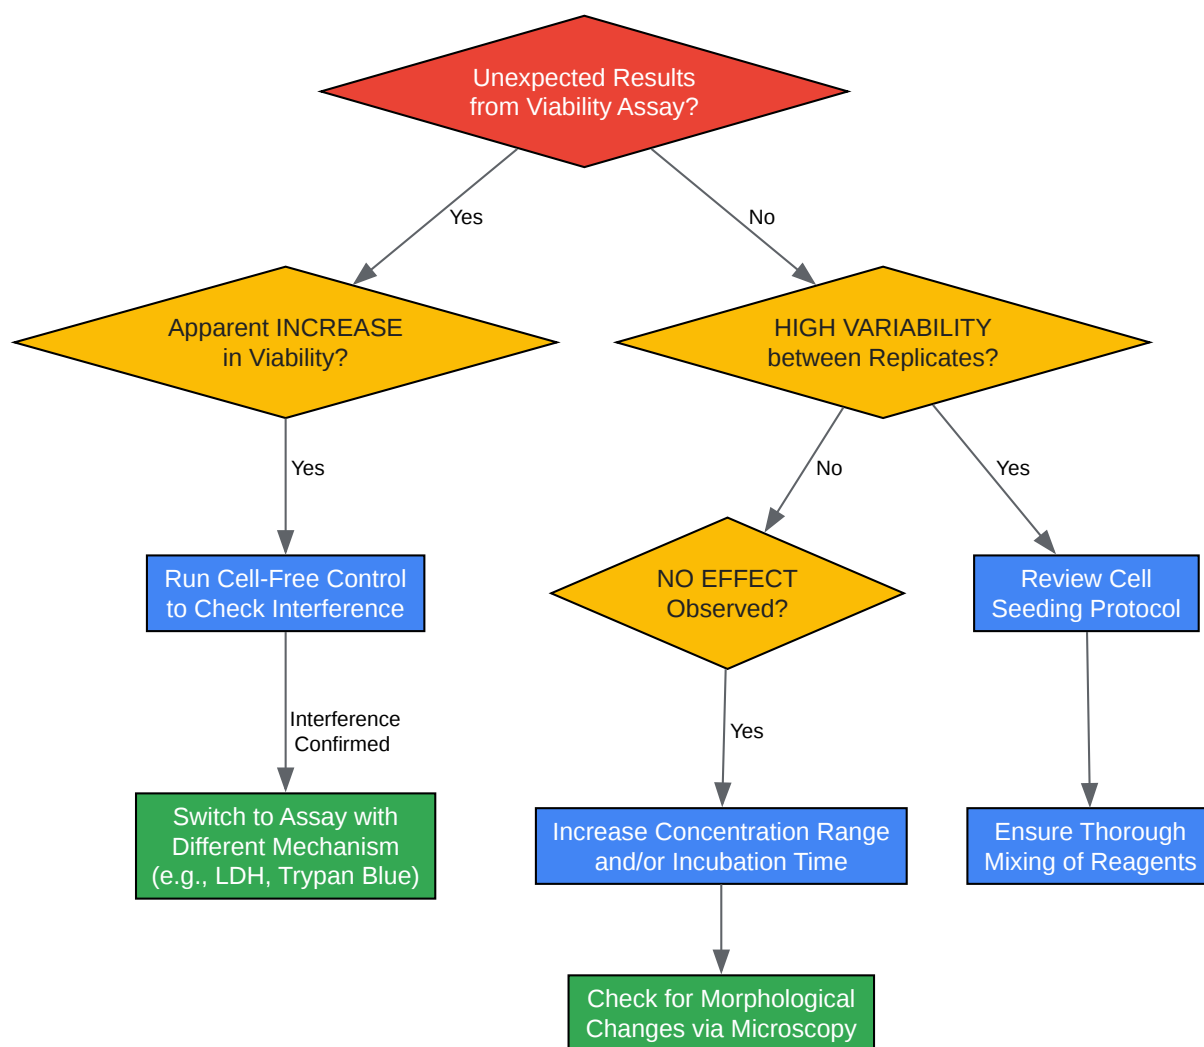 Unexpected Results
from Viability Assay?
Yes
No
Apparent INCREASE
in Viability?
HIGH VARIABILITY
between Replicates?
Yes
No
Yes
Run Cell-Free Control
to Check Interference
NO EFFECT
Observed?
Review Cell
Seeding Protocol
Interference
Confirmed
Yes
Switch to Assay with
Different Mechanism
(e.g., LDH, Trypan Blue)
Increase Concentration Range
and/or Incubation Time
Ensure Thorough
Mixing of Reagents
Check for Morphological
Changes via Microscopy